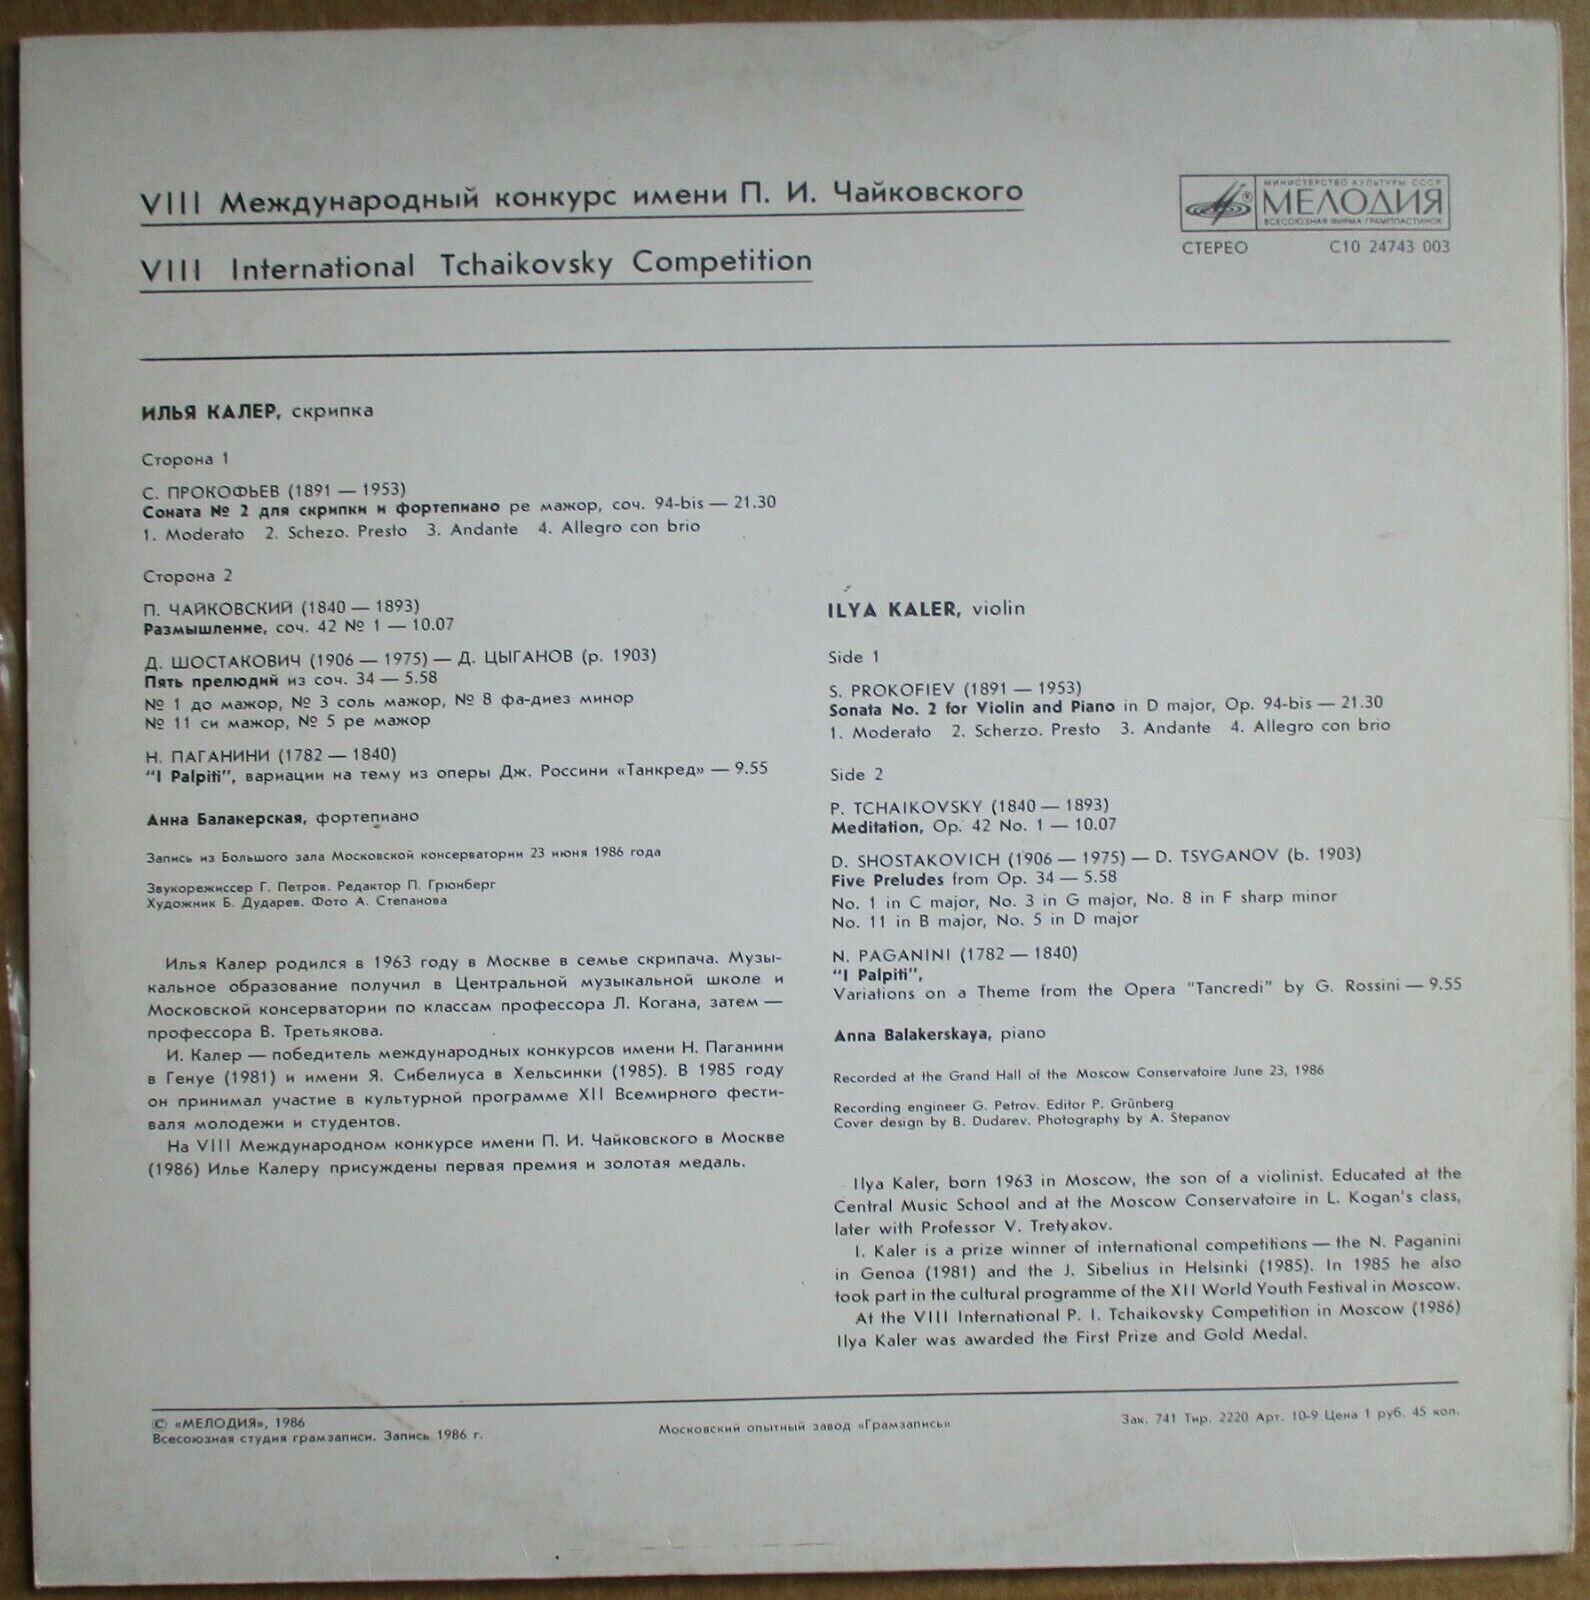 VIII Международный конкурс имени П. И. Чайковского
VIII International Tchaikovsky Competition
МИНИСТЕРСТВО КУЛЬТУРЫ СССР
МЕЛОДИЯ
ВСЕСОЮЗНАЯ ФИРМА ГРАМПЛАСТИНОК
СТЕРЕО С10 24743 003
ИЛЬЯ КАЛЕР, скрипка
Сторона 1
С. ПРОКОФЬЕВ (1891 — 1953)
Соната № 2 для скрипки и фортепиано ре мажор, соч. 94-bis — 21.30
1. Moderato 2. Schezo. Presto 3. Andante 4. Allegro con brio
Сторона 2
П. ЧАЙКОВСКИЙ (1840 — 1893)
Размышление, соч. 42 № 1 — 10.07
Д. ШОСТАКОВИЧ (1906 — 1975) — Д. ЦЫГАНОВ (р. 1903)
Пять прелюдий из соч. 34 — 5.58
№ 1 до мажор, № 3 соль мажор, № 8 фа-диез минор
№ 11 си мажор, № 5 ре мажор
Н. ПАГАНИНИ (1782 — 1840)
"I Palpiti", вариации на тему из оперы Дж. Россини «Танкред» — 9.55
Анна Балакерская, фортепиано
Запись из Большого зала Московской консерватории 23 июня 1986 года
Звукорежиссер Г. Петров. Редактор П. Грюнберг
Художник Б. Дударев. Фото А. Степанова
Илья Калер родился в 1963 году в Москве в семье скрипача. Музы-
кальное образование получил в Центральной музыкальной школе и
Московской консерватории по классам профессора Л. Когана, затем —
профессора В. Третьякова.
И. Калер — победитель международных конкурсов имени Н. Паганини
в Генуе (1981) и имени Я. Сибелиуса в Хельсинки (1985). В 1985 году
он принимал участие в культурной программе XII Всемирного фести-
валя молодежи и студентов.
На VIII Международном конкурсе имени П. И. Чайковского в Москве
(1986) Илье Калеру присуждены первая премия и золотая медаль.
ILYA KALER, violin
Side 1
S. PROKOFIEV (1891 — 1953)
Sonata No. 2 for Violin and Piano in D major, Op. 94-bis — 21.30
1. Moderato 2. Scherzo. Presto 3. Andante 4. Allegro con brio
Side 2
P. TCHAIKOVSKY (1840 — 1893)
Meditation, Op. 42 No. 1 — 10.07
D. SHOSTAKOVICH (1906 — 1975) — D. TSYGANOV (b. 1903)
Five Preludes from Op. 34 — 5.58
No. 1 in C major, No. 3 in G major, No. 8 in F sharp minor
No. 11 in B major, No. 5 in D major
N. PAGANINI (1782 — 1840)
"I Palpiti",
Variations on a Theme from the Opera "Tancredi" by G. Rossini — 9.55
Anna Balakerskaya, piano
Recorded at the Grand Hall of the Moscow Conservatoire June 23, 1986
Recording engineer G. Petrov. Editor P. Grünberg
Cover design by B. Dudarev. Photography by A. Stepanov
Ilya Kaler, born 1963 in Moscow, the son of a violinist. Educated at the
Central Music School and at the Moscow Conservatoire in L. Kogan's class,
later with Professor V. Tretyakov.
I. Kaler is a prize winner of international competitions — the N. Paganini
in Genoa (1981) and the J. Sibelius in Helsinki (1985). In 1985 he also
took part in the cultural programme of the XII World Youth Festival in Moscow.
At the VIII International P. I. Tchaikovsky Competition in Moscow (1986)
Ilya Kaler was awarded the First Prize and Gold Medal.
© «МЕЛОДИЯ», 1986
Всесоюзная студия грамзаписи. Запись 1986 г.
Московский опытный завод «Грамзапись»
Зак. 741 Тир. 2220 Арт. 10-9 Цена 1 руб. 45 коп.